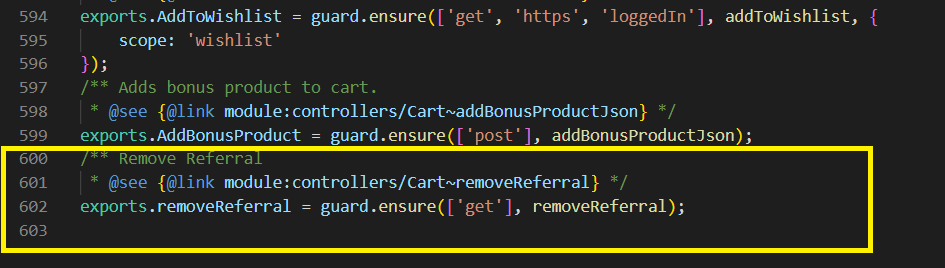 594 exports.AddToWishlist = guard.ensure(['get', 'https', 'loggedIn'], addToWishlist, {
595     scope: 'wishlist'
596 });
597 /** Adds bonus product to cart.
598  * @see {@link module:controllers/Cart~addBonusProductJson} */
599 exports.AddBonusProduct = guard.ensure(['post'], addBonusProductJson);
600 /** Remove Referral
601  * @see {@link module:controllers/Cart~removeReferral} */
602 exports.removeReferral = guard.ensure(['get'], removeReferral);
603